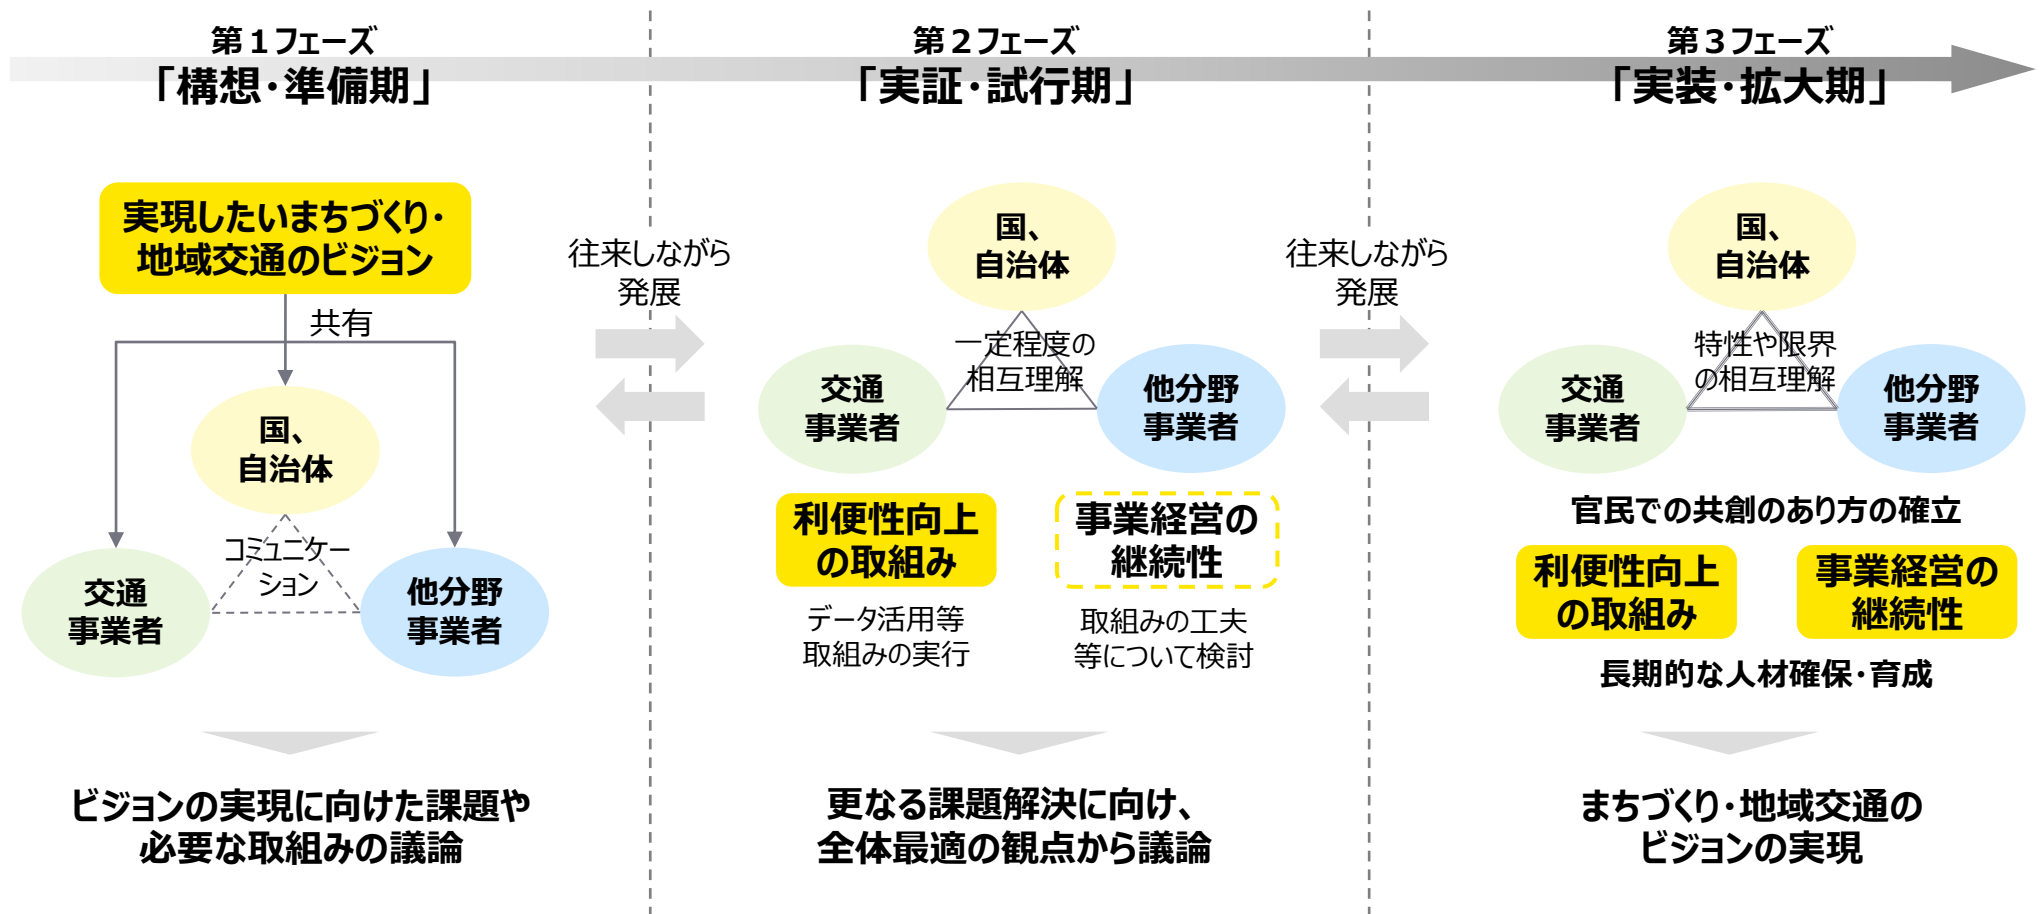 第１フェーズ
「構想・準備期」
実現したいまちづくり・
地域交通のビジョン
共有
国、
自治体
コミュニケー
ション
交通
事業者
他分野
事業者
ビジョンの実現に向けた課題や
必要な取組みの議論
往来しながら
発展
第２フェーズ
「実証・試行期」
国、
自治体
一定程度の
相互理解
交通
事業者
他分野
事業者
利便性向上
の取組み
データ活用等
取組みの実行
事業経営の
継続性
取組みの工夫
等について検討
更なる課題解決に向け、
全体最適の観点から議論
往来しながら
発展
第３フェーズ
「実装・拡大期」
国、
自治体
特性や限界
の相互理解
交通
事業者
他分野
事業者
官民での共創のあり方の確立
利便性向上
の取組み
事業経営の
継続性
長期的な人材確保・育成
まちづくり・地域交通の
ビジョンの実現